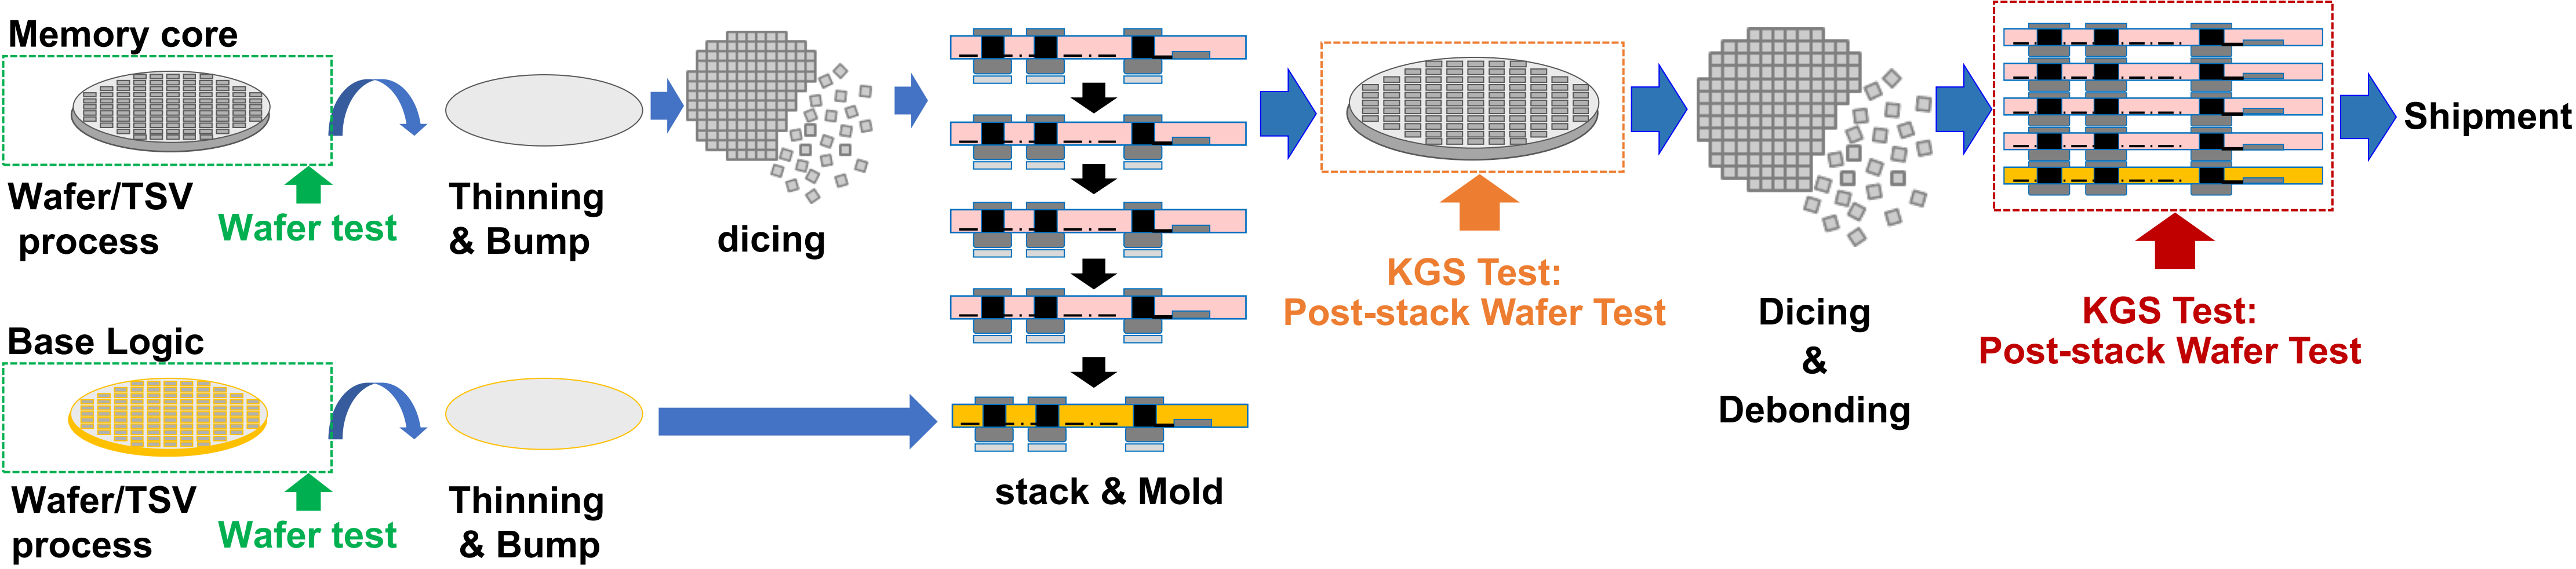 Memory core
Wafer/TSV
process
Wafer test
Thinning
& Bump
dicing
Base Logic
Wafer/TSV
process
Wafer test
Thinning
& Bump
stack & Mold
KGS Test:
Post-stack Wafer Test
Dicing
&
Debonding
KGS Test:
Post-stack Wafer Test
Shipment